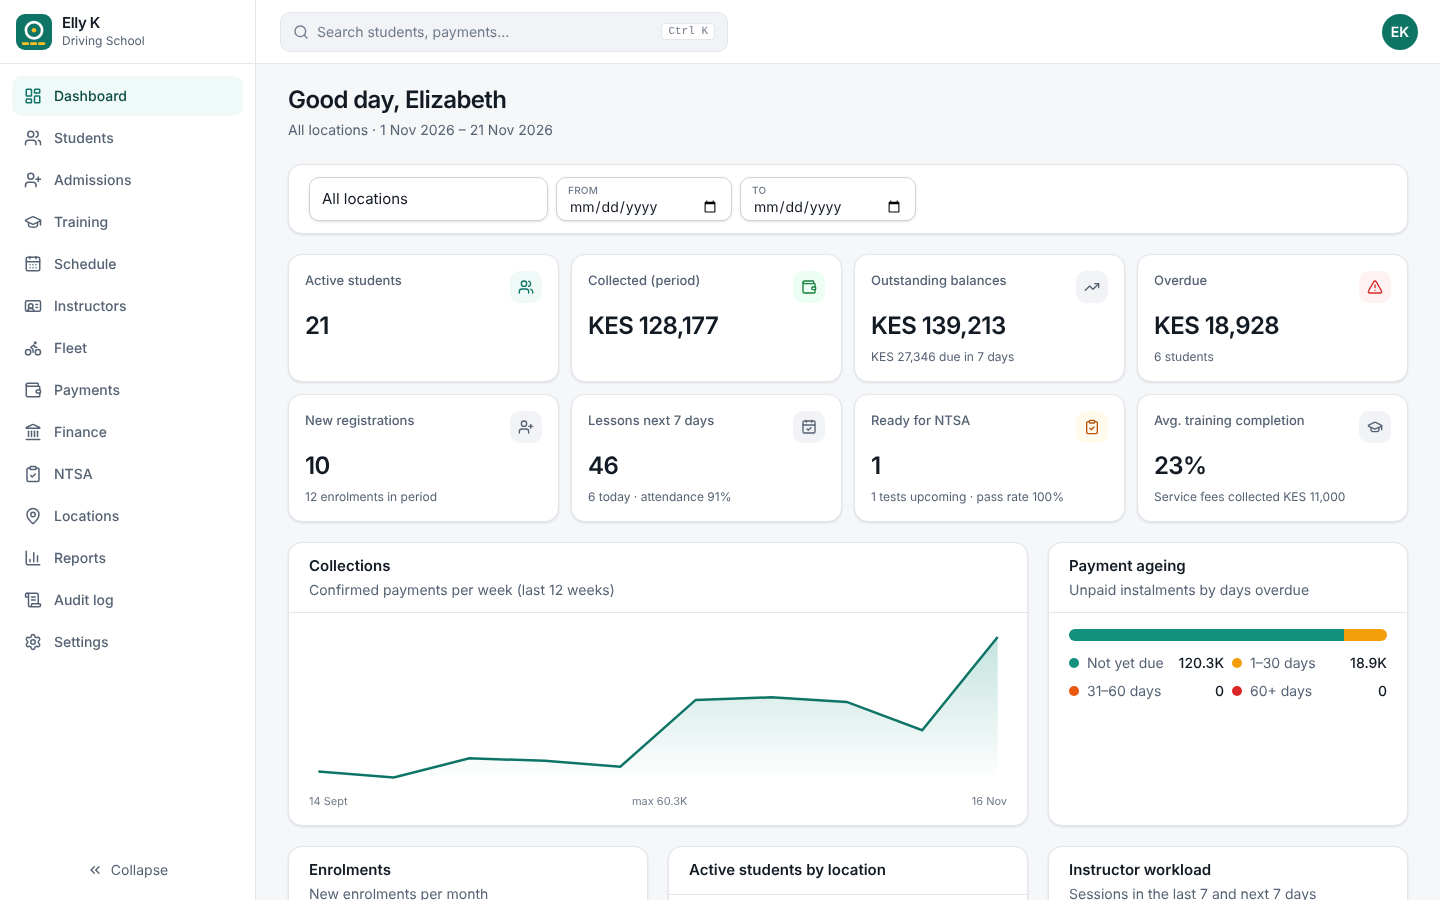 Elly K
Driving School
Search students, payments...
Ctrl K
EK
Dashboard
Students
Admissions
Training
Schedule
Instructors
Fleet
Payments
Finance
NTSA
Locations
Reports
Audit log
Settings
Collapse
Good day, Elizabeth
All locations · 1 Nov 2026 – 21 Nov 2026
All locations
FROM
mm/dd/yyyy
TO
mm/dd/yyyy
Active students
21
Collected (period)
KES 128,177
Outstanding balances
KES 139,213
KES 27,346 due in 7 days
Overdue
KES 18,928
6 students
New registrations
10
12 enrolments in period
Lessons next 7 days
46
6 today · attendance 91%
Ready for NTSA
1
1 tests upcoming · pass rate 100%
Avg. training completion
23%
Service fees collected KES 11,000
Collections
Confirmed payments per week (last 12 weeks)
14 Sept
max 60.3K
16 Nov
Payment ageing
Unpaid instalments by days overdue
Not yet due 120.3K
1–30 days 18.9K
31–60 days 0
60+ days 0
Enrolments
New enrolments per month
Active students by location
Instructor workload
Sessions in the last 7 and next 7 days